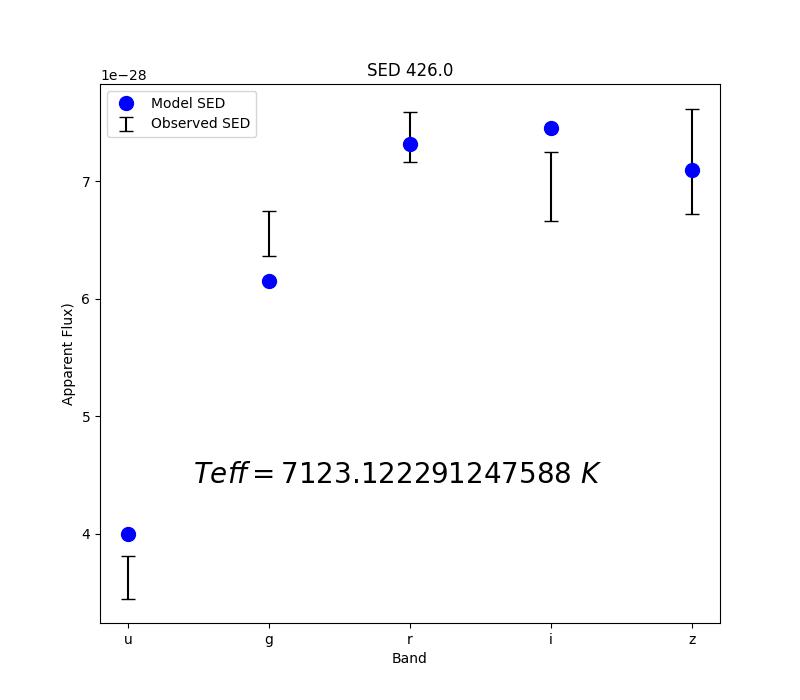 SED 426.0
1e−28
Model SED
Observed SED
7
6
5
4
Apparent Flux)
Teff = 7123.122291247588 K
u g r i z
Band